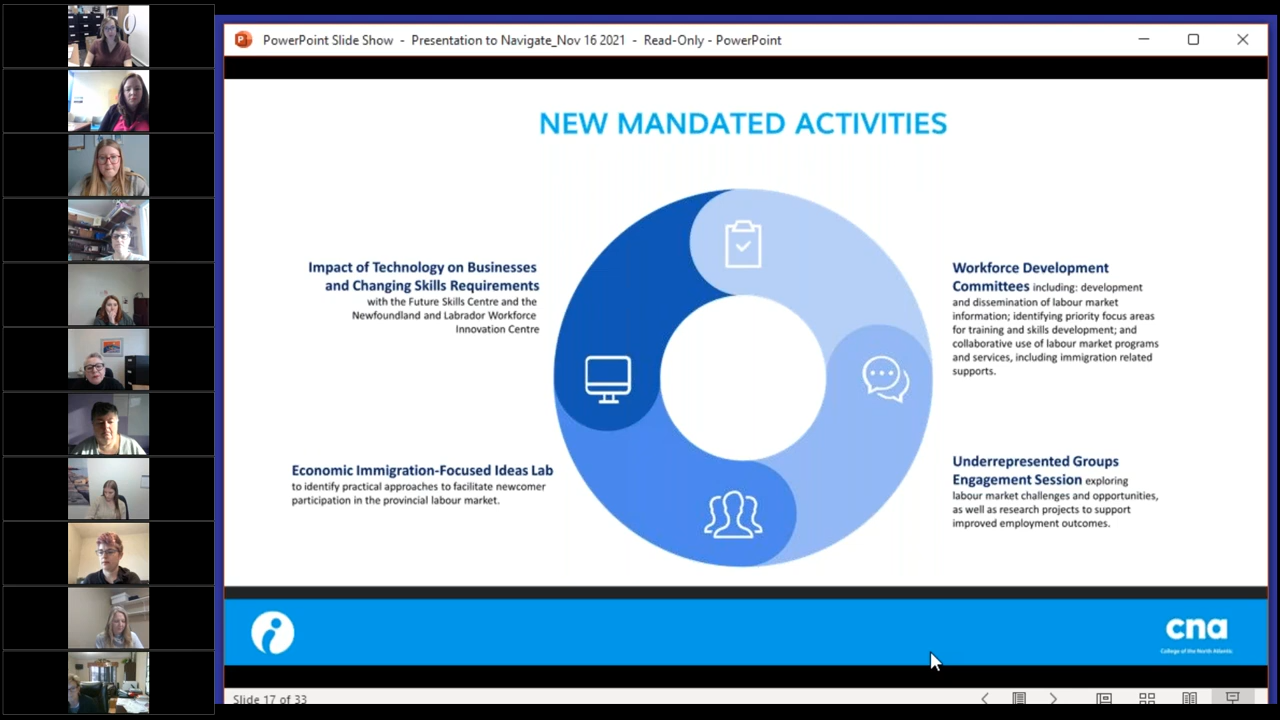 PowerPoint Slide Show - Presentation to Navigate_Nov 16 2021 - Read-Only - PowerPoint
NEW MANDATED ACTIVITIES
Impact of Technology on Businesses
and Changing Skills Requirements
with the Future Skills Centre and the
Newfoundland and Labrador Workforce
Innovation Centre
Workforce Development
Committees including: development
and dissemination of labour market
information; identifying priority focus areas
for training and skills development; and
collaborative use of labour market programs
and services, including immigration related
supports.
Economic Immigration-Focused Ideas Lab
to identify practical approaches to facilitate newcomer
participation in the provincial labour market.
Underrepresented Groups
Engagement Session exploring
labour market challenges and opportunities,
as well as research projects to support
improved employment outcomes.
cna
College of the North Atlantic
Slide 17 of 33